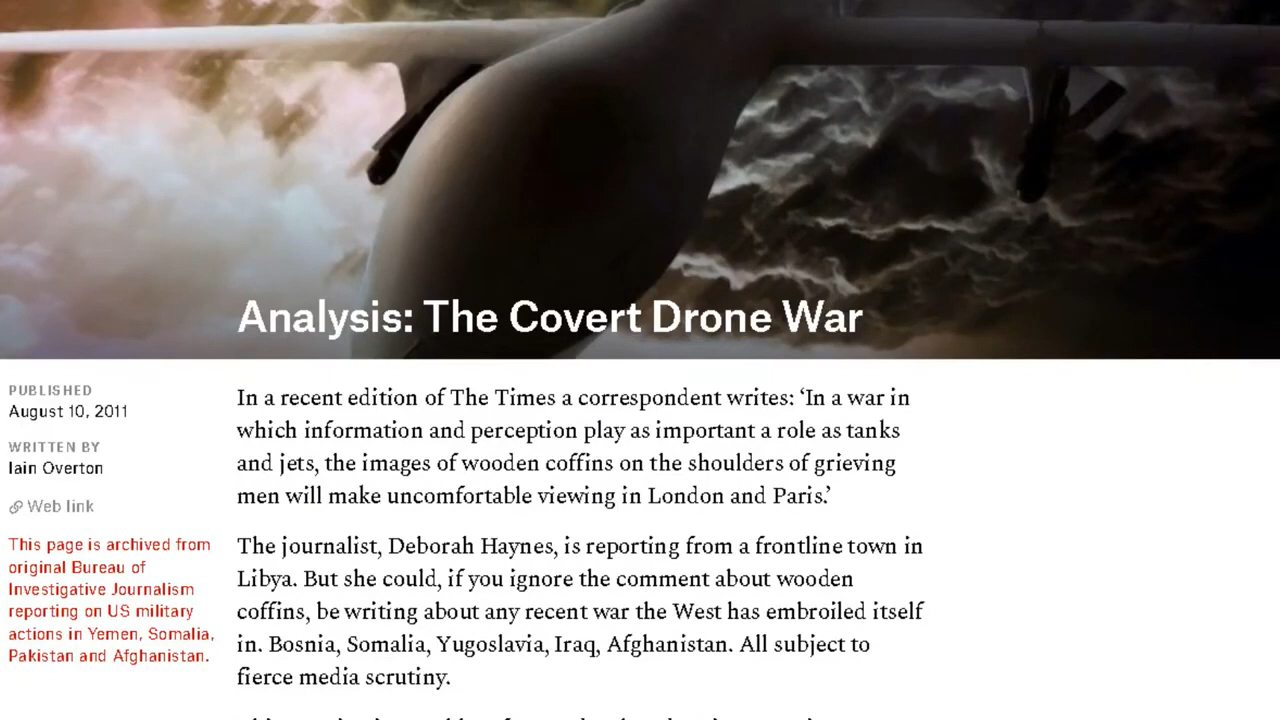 Analysis: The Covert Drone War
PUBLISHED
August 10, 2011
WRITTEN BY
Iain Overton
Web link
This page is archived from
original Bureau of
Investigative Journalism
reporting on US military
actions in Yemen, Somalia,
Pakistan and Afghanistan.
In a recent edition of The Times a correspondent writes: ‘In a war in
which information and perception play as important a role as tanks
and jets, the images of wooden coffins on the shoulders of grieving
men will make uncomfortable viewing in London and Paris.’
The journalist, Deborah Haynes, is reporting from a frontline town in
Libya. But she could, if you ignore the comment about wooden
coffins, be writing about any recent war the West has embroiled itself
in. Bosnia, Somalia, Yugoslavia, Iraq, Afghanistan. All subject to
fierce media scrutiny.